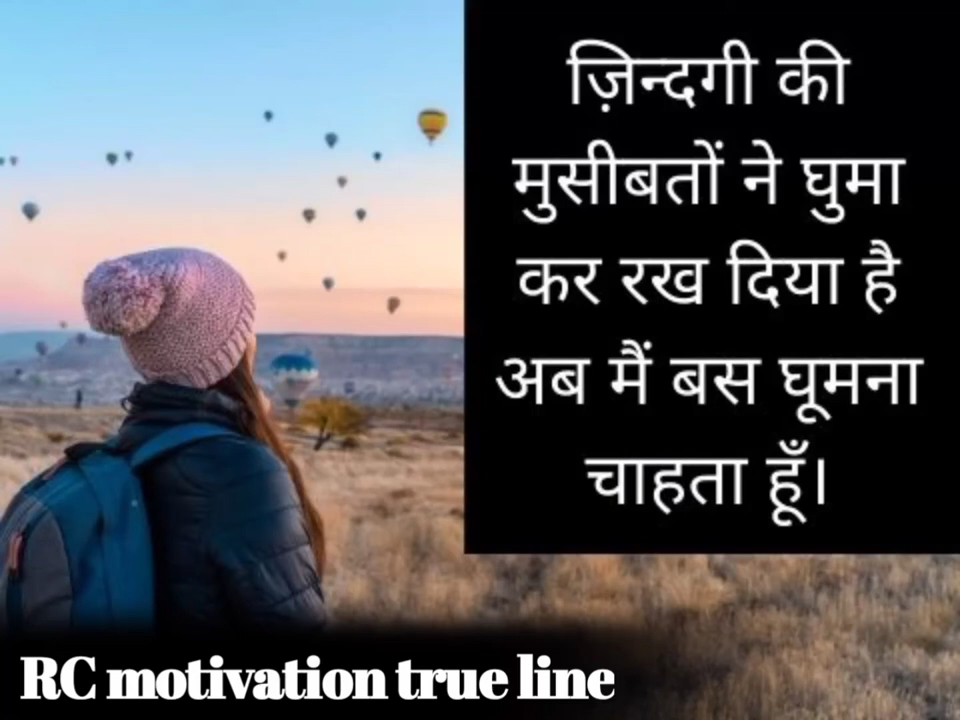 ज़िन्दगी की
मुसीबतों ने घुमा
कर रख दिया है
अब मैं बस घूमना
चाहता हूँ।
RC motivation true line